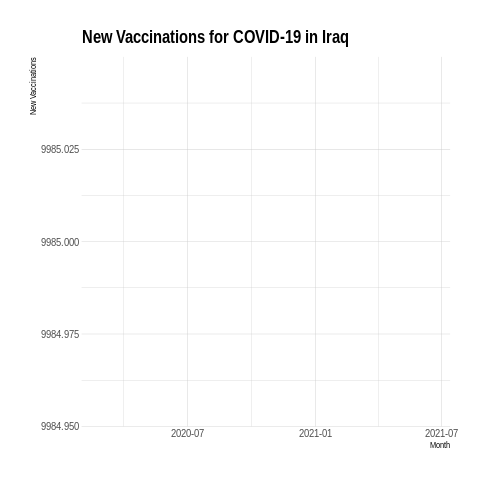 New Vaccinations for COVID-19 in Iraq
New Vaccinations
9985.025
9985.000
9984.975
9984.950
2020-07 2021-01 2021-07
Month